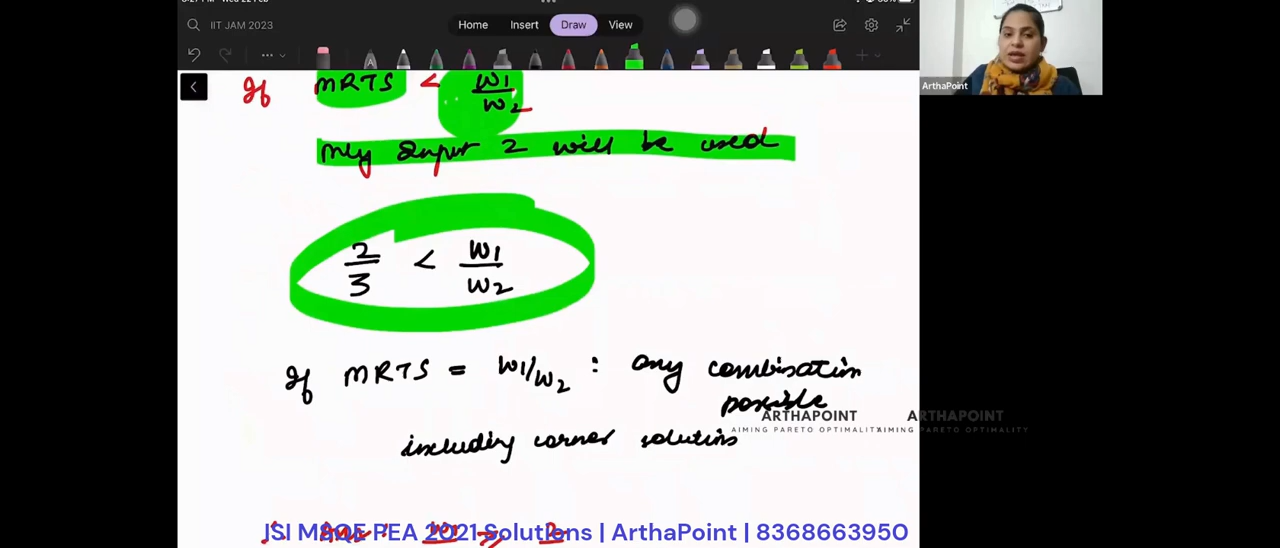 IIT JAM 2023
Home Insert Draw View
ArthaPoint
If MRTS < W1/W2
only Input 2 will be used
2/3 < W1/W2
If MRTS = W1/W2 : any combination
possible
ARTHAPOINT ARTHAPOINT
AIMING PARETO OPTIMALITY AIMING PARETO OPTIMALITY
including corner solutions
ISI MSQE PEA 2021 Solutions | ArthaPoint | 8368663950